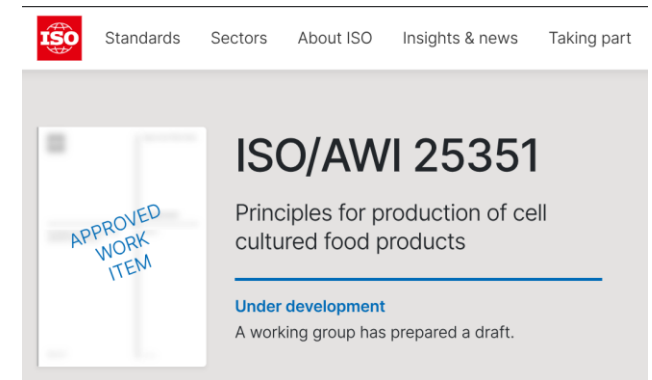 ISO
Standards Sectors About ISO Insights & news Taking part
APPROVED
WORK
ITEM
ISO/AWI 25351
Principles for production of cell
cultured food products
Under development
A working group has prepared a draft.